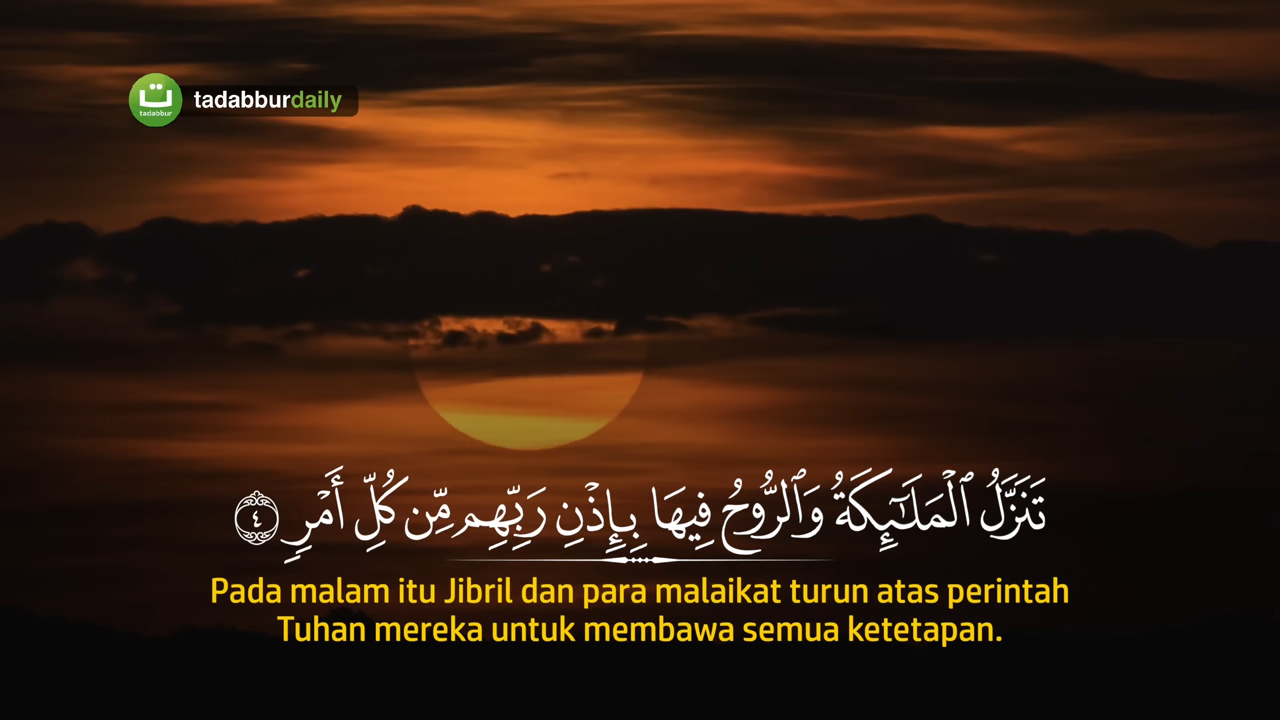 ت
tadabbur
tadabburdaily
تَنَزَّلُ ٱلْمَلَـٰٓئِكَةُ وَٱلرُّوحُ فِيهَا بِإِذْنِ رَبِّهِم مِّن كُلِّ أَمْرٍ ٤
Pada malam itu Jibril dan para malaikat turun atas perintah
Tuhan mereka untuk membawa semua ketetapan.